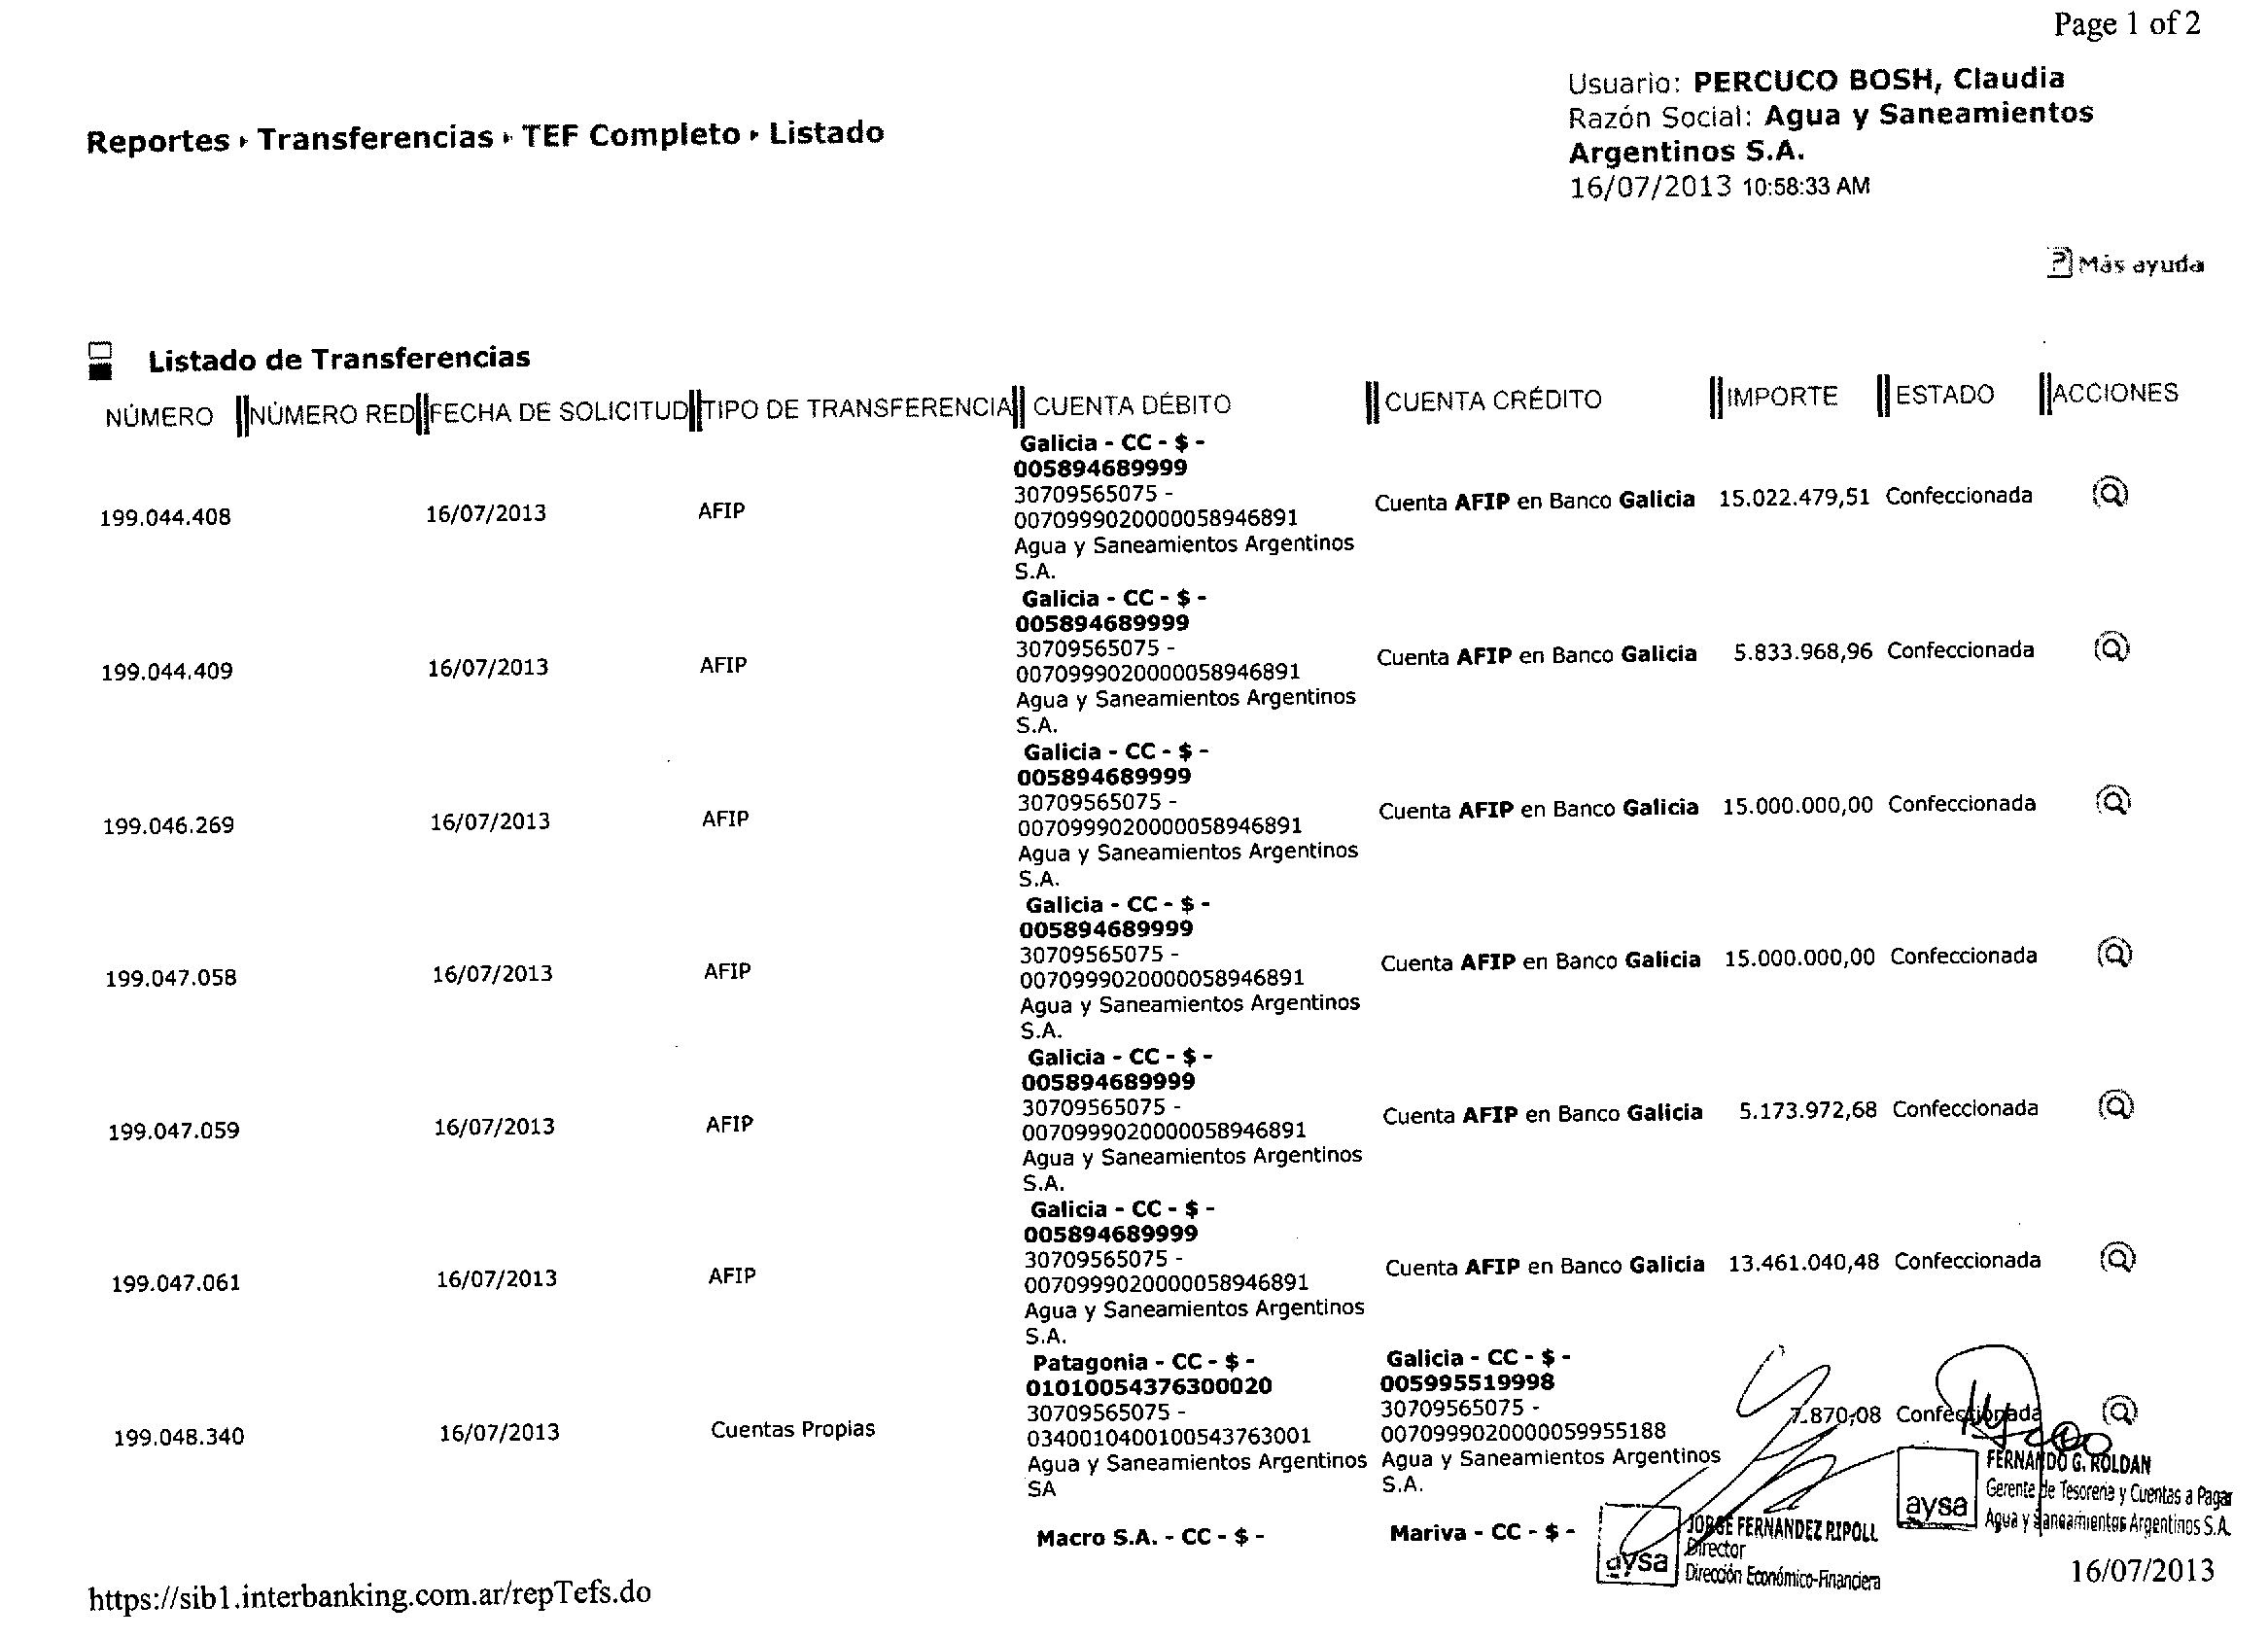 Page 1 of 2
Usuario: PERCUCO BOSH, Claudia
Razón Social: Agua y Saneamientos
Argentinos S.A.
16/07/2013 10:58:33 AM
Reportes ▸ Transferencias ▸ TEF Completo ▸ Listado
Más ayuda
Listado de Transferencias
NÚMERO NÚMERO RED FECHA DE SOLICITUD TIPO DE TRANSFERENCIA CUENTA DÉBITO CUENTA CRÉDITO IMPORTE ESTADO ACCIONES
Galicia - CC - $ -
005894689999
30709565075 -
199.044.408 16/07/2013 AFIP 0070999020000058946891 Cuenta AFIP en Banco Galicia 15.022.479,51 Confeccionada
Agua y Saneamientos Argentinos
S.A.
Galicia - CC - $ -
005894689999
30709565075 -
199.044.409 16/07/2013 AFIP 0070999020000058946891 Cuenta AFIP en Banco Galicia 5.833.968,96 Confeccionada
Agua y Saneamientos Argentinos
S.A.
Galicia - CC - $ -
005894689999
30709565075 -
199.046.269 16/07/2013 AFIP 0070999020000058946891 Cuenta AFIP en Banco Galicia 15.000.000,00 Confeccionada
Agua y Saneamientos Argentinos
S.A.
Galicia - CC - $ -
005894689999
30709565075 -
199.047.058 16/07/2013 AFIP 0070999020000058946891 Cuenta AFIP en Banco Galicia 15.000.000,00 Confeccionada
Agua y Saneamientos Argentinos
S.A.
Galicia - CC - $ -
005894689999
30709565075 -
199.047.059 16/07/2013 AFIP 0070999020000058946891 Cuenta AFIP en Banco Galicia 5.173.972,68 Confeccionada
Agua y Saneamientos Argentinos
S.A.
Galicia - CC - $ -
005894689999
30709565075 -
199.047.061 16/07/2013 AFIP 0070999020000058946891 Cuenta AFIP en Banco Galicia 13.461.040,48 Confeccionada
Agua y Saneamientos Argentinos
S.A.
Patagonia - CC - $ - Galicia - CC - $ -
01010054376300020 005995519998
30709565075 - 30709565075 -
199.048.340 16/07/2013 Cuentas Propias 0340010400100543763001 0070999020000059955188 7.870,08 Confeccionada
Agua y Saneamientos Argentinos Agua y Saneamientos Argentinos
SA S.A.
Macro S.A. - CC - $ - Mariva - CC - $ -
aysa
JORGE FERNANDEZ RIPOLL
Director
Dirección Económico-Financiera
aysa
FERNANDO G. ROLDAN
Gerente de Tesorería y Cuentas a Pagar
Agua y Saneamientos Argentinos S.A.
https://sib1.interbanking.com.ar/repTefs.do
16/07/2013